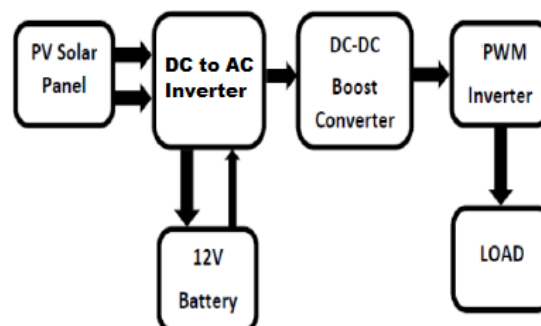 PV Solar
Panel
DC to AC
Inverter
DC-DC
Boost
Converter
PWM
Inverter
12V
Battery
LOAD